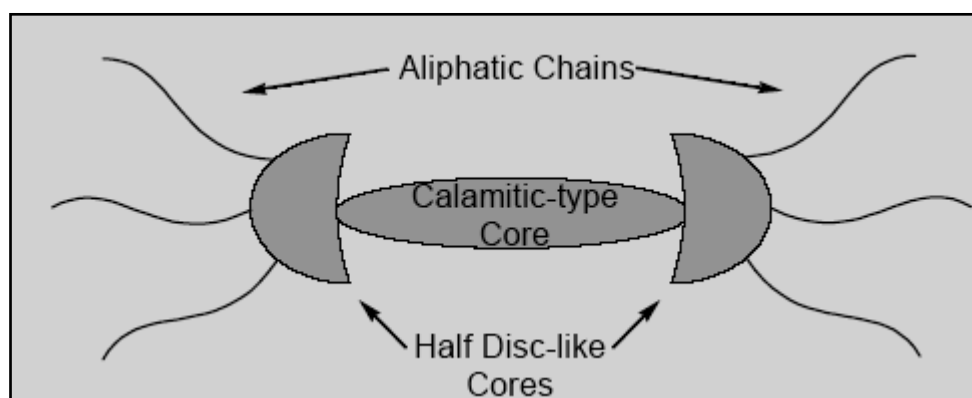 Aliphatic Chains
Calamitic-type
Core
Half Disc-like
Cores